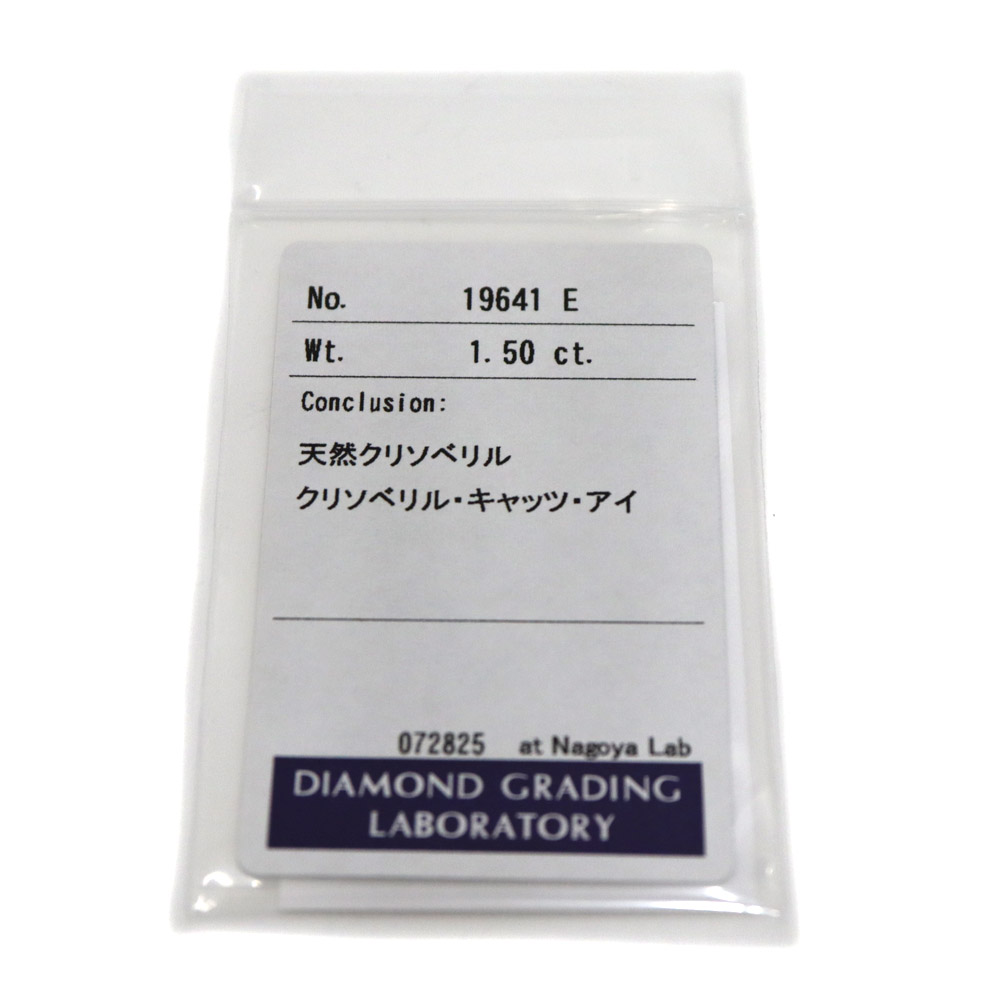 No. 19641 E
Wt. 1.50 ct.
Conclusion:
天然クリソベリル
クリソベリル・キャッツ・アイ
072825 at Nagoya Lab
DIAMOND GRADING
LABORATORY